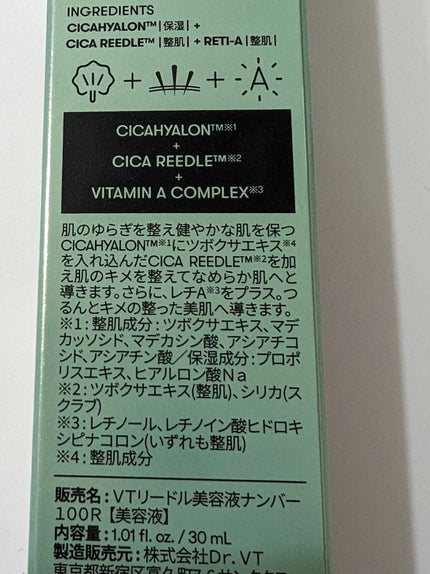 INGREDIENTS
CICAHYALON™|保湿| +
CICA REEDLE™ |整肌| + RETI-A |整肌|
+ + A
CICAHYALON™※1
+
CICA REEDLE™※2
+
VITAMIN A COMPLEX※3
肌のゆらぎを整え健やかな肌を保つ
CICAHYALON™※1にツボクサエキス※4
を入れ込んだCICA REEDLE™※2を加
え肌のキメを整えてなめらか肌へと
導きます。さらに、レチA※3をプラス。つ
るんとキメの整った美肌へ導きます。
※1：整肌成分：ツボクサエキス、マデ
カッソシド、マデカシン酸、アシアチコ
シド、アシアチン酸／保湿成分：プロポ
リスエキス、ヒアルロン酸Na
※2：ツボクサエキス(整肌)、シリカ(ス
クラブ)
※3：レチノール、レチノイン酸ヒドロキ
シピナコロン(いずれも整肌)
※4：整肌成分
販売名：VTリードル美容液ナンバー
100R【美容液】
内容量：1.01 fl. oz. / 30 mL
製造販売元：株式会社Dr. VT
東京都新宿区富久町